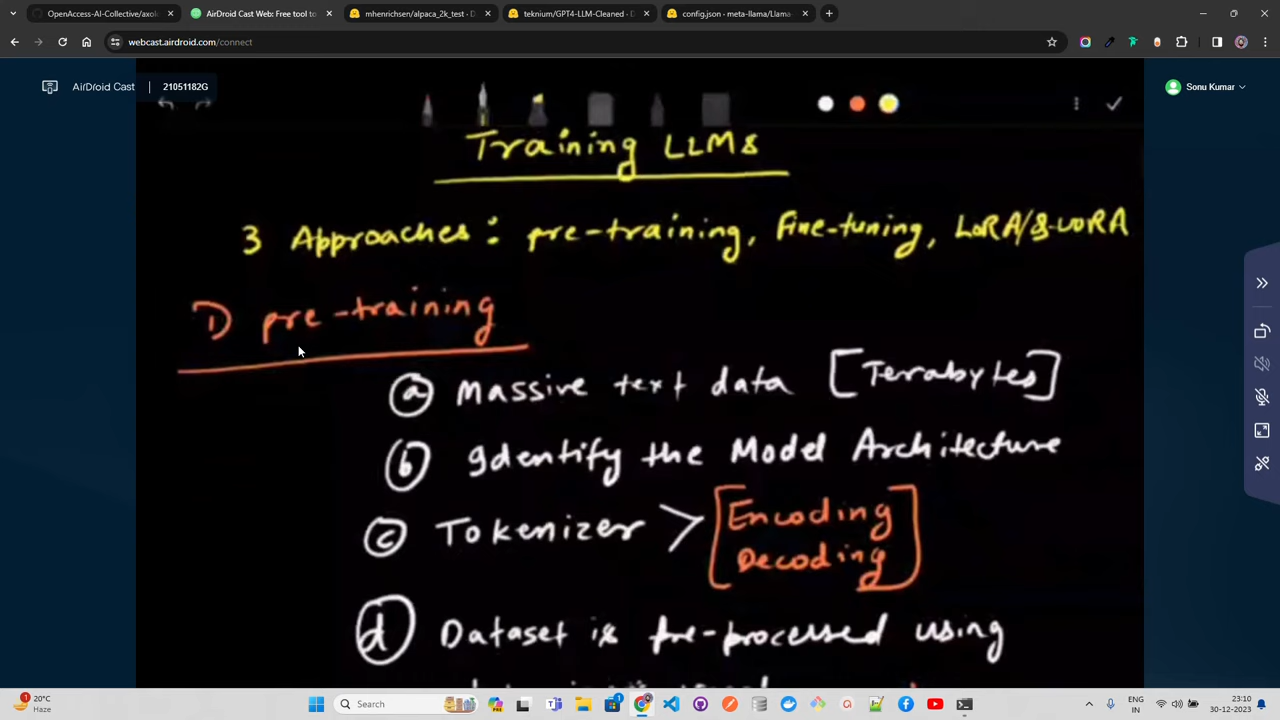 OpenAccess-AI-Collective/axol
AirDroid Cast Web: Free tool to
mhenrichsen/alpaca_2k_test · D
teknium/GPT4-LLM-Cleaned · D
config.json · meta-llama/Llama-
webcast.airdroid.com/connect
AirDroid Cast
21051182G
Sonu Kumar
Training LLMs
3 Approaches: pre-training, Fine-tuning, LoRA/Q-LoRA
1) pre-training
a Massive text data [Terabytes]
b Identify the Model Architecture
c Tokenizer > [Encoding
Decoding]
d Dataset is pre-processed using
1
20°C
Haze
Search
1
ENG
IN
23:10
30-12-2023